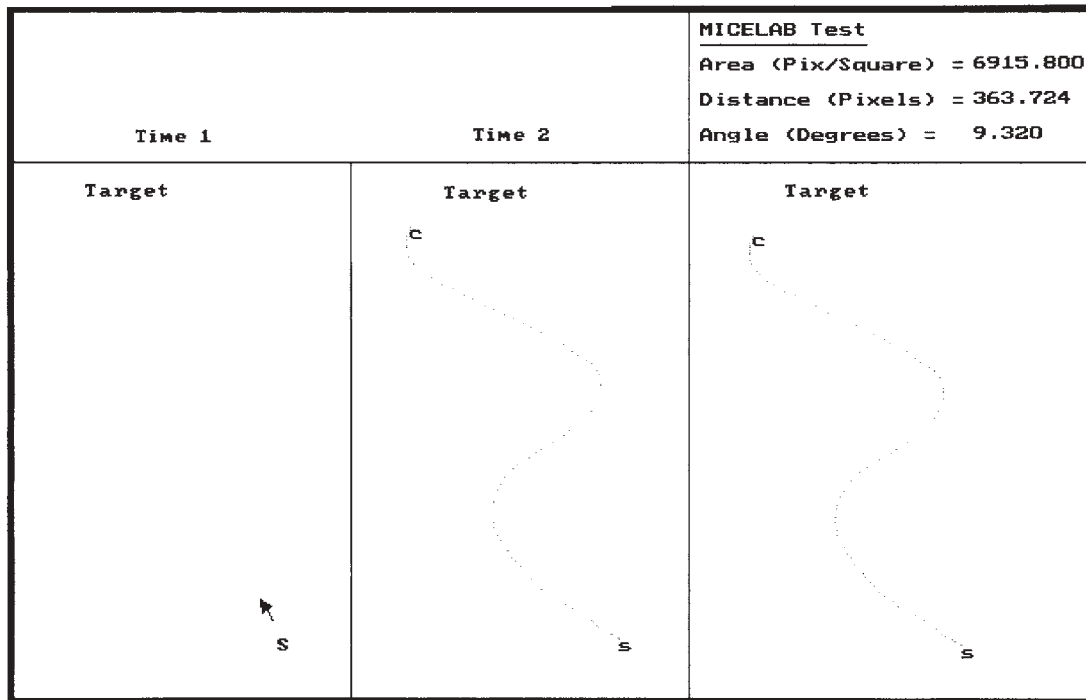 MICELAB Test
Area (Pix/Square) = 6915.800
Distance (Pixels) = 363.724
Angle (Degrees) = 9.320
Time 1
Time 2
Target
Target
Target
c
c
S
s
s